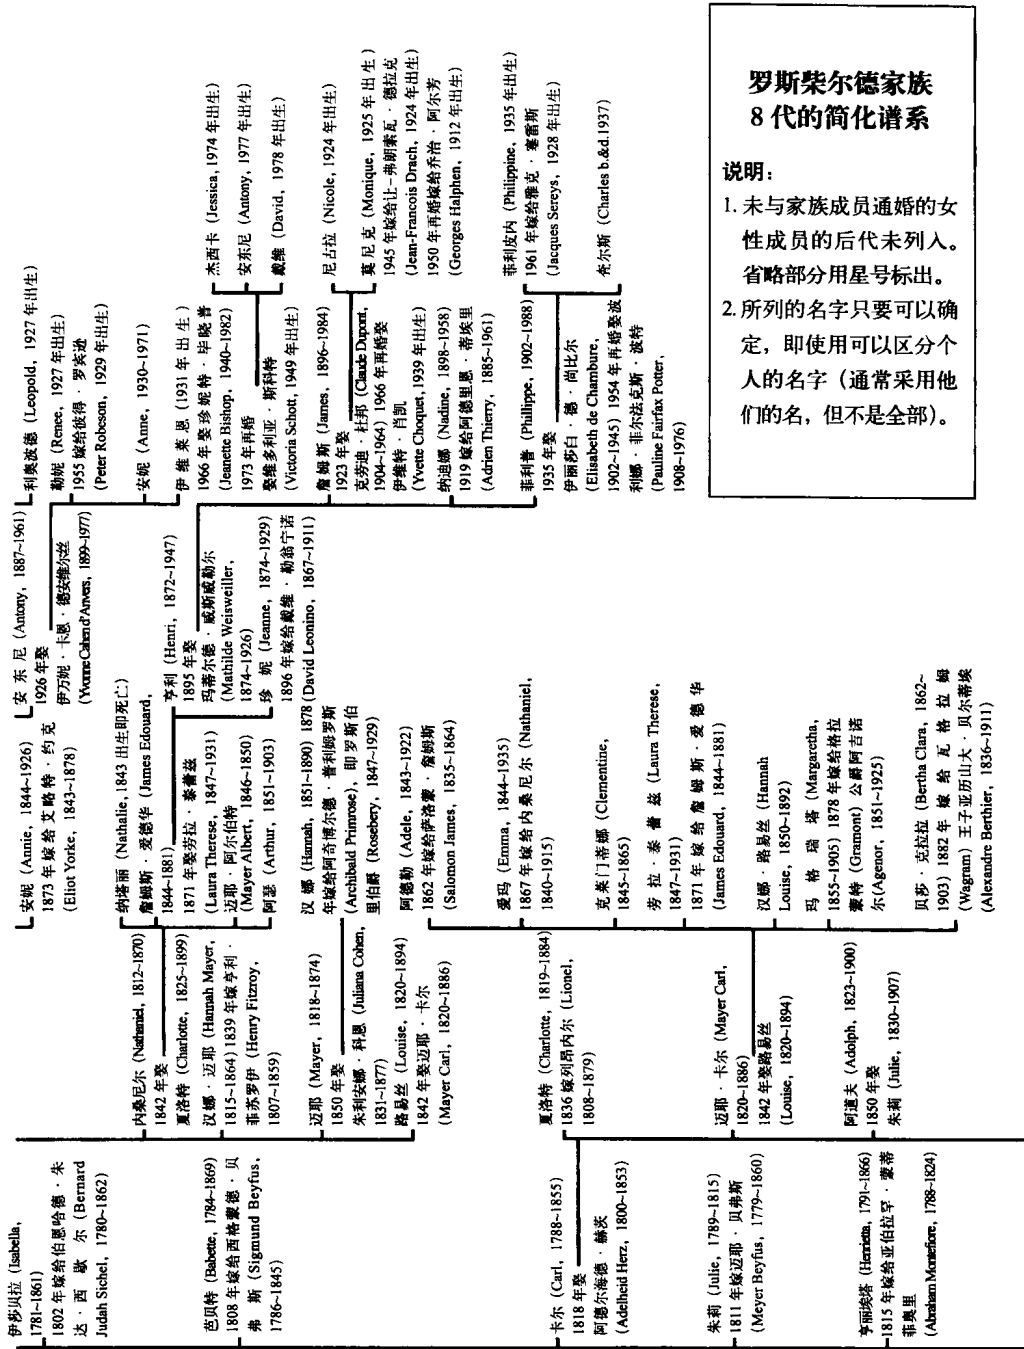 伊莎贝拉（Isabella，
1781~1861）
1802 年嫁给伯恩哈德·朱
达·西歇尔（Bernard
Judah Sichel，1780~1862）
芭贝特（Babette，1784~1869）
1808 年嫁给西格蒙德·贝
弗斯（Sigmund Beyfus，
1786~1845）
卡尔（Carl，1788~1855）
1818 年娶
阿德尔海德·赫茨
（Adelheid Herz，1800~1853）
朱莉（Julie，1789~1815）
1811 年嫁迈耶·贝弗斯
（Meyer Beyfus，1779~1860）
亨丽埃塔（Henrietta，1791~1866）
1815 年嫁给亚伯拉罕·蒙蒂
菲奥里
（Abraham Montefiore，1788~1824）
内桑尼尔（Nathaniel，1812~1870）
1842 年娶
夏洛特（Charlotte，1825~1899）
汉娜·迈耶（Hannah Mayer，
1815~1864）1839 年嫁亨利·
菲苏罗伊（Henry Fitzroy，
1807~1859）
迈耶（Mayer，1818~1874）
1850 年娶
朱利安娜·科恩（Juliana Cohen，
1831~1877）
路易丝（Louise，1820~1894）
1842 年娶迈耶·卡尔
（Mayer Carl，1820~1886）
夏洛特（Charlotte，1819~1884）
1836 嫁列昂内尔（Lionel，
1808~1879）
迈耶·卡尔（Mayer Carl，
1820~1886）
1842 年娶路易丝
（Louise，1820~1894）
阿道夫（Adolph，1823~1900）
1850 年娶
朱莉（Julie，1830~1907）
安妮（Annie，1844~1926）
1873 年嫁给艾略特·约克
（Eliot Yorke，1843~1878）
纳塔丽（Nathalie，1843 出生即死亡）
詹姆斯·爱德华（James Edouard，
1844~1881）
1871 年娶劳拉·泰蕾兹
（Laura Therese，1847~1931）
迈耶·阿尔伯特
（Mayer Albert，1846~1850）
阿瑟（Arthur，1851~1903）
汉娜（Hannah，1851~1890）1878
年嫁给阿奇博尔德·普利姆罗斯
（Archibald Primrose），即罗斯伯
里伯爵（Rosebery，1847~1929）
阿德勒（Adele，1843~1922）
1862 年嫁给萨洛蒙·詹姆斯
（Salomon James，1835~1864）
爱玛（Emma，1844~1935）
1867 年嫁给内桑尼尔（Nathaniel，
1840~1915）
克莱门蒂娜（Clementine，
1845~1865）
劳拉·泰蕾兹（Laura Therese，
1847~1931）
1871 年嫁给詹姆斯·爱德华
（James Edouard，1844~1881）
汉娜·路易丝（Hannah
Louise，1850~1892）
玛格瑞塔（Margaretha，
1855~1905）1878 年嫁给格拉
蒙特（Gramont）公爵阿吉诺
尔(Agenor，1851~1925）
贝莎·克拉拉（Bertha Clara，1862~
1903）1882 年嫁给瓦格拉姆
（Wagram）王子亚历山大·贝尔蒂埃
（Alexandre Berthier，1836~1911）
安东尼（Antony，1887~1961）
1926 年娶
伊万妮·卡恩·德安维尔丝
（Yvonne Cahen d'Anvers，1899~1977）
亨利（Henri，1872~1947）
1895 年娶
玛蒂尔德·威斯威勒尔
（Mathilde Weisweiller，
1874~1926）
珍妮（Jeanne，1874~1929）
1896 年嫁给戴维·勒翁宁诺
（David Leonino，1867~1911）
利奥波德（Leopold，1927 年出生）
勒妮（Renee，1927 年出生）
1955 嫁给彼得·罗宾逊
（Peter Robeson，1929 年出生）
安妮（Anne，1930~1971）
伊维莱恩（1931 年出生）
1966 年娶珍妮特·毕晓普
（Jeanette Bishop，1940~1982）
1973 年再婚
娶维多利亚·斯科特
（Victoria Schott，1949 年出生）
詹姆斯（James，1896~1984）
1923 年娶
克劳迪·杜邦（Claude Dupont，
1904~1964）1966 年再婚娶
伊维特·肖凯
（Yvette Choquet，1939 年出生）
纳迪娜（Nadine，1898~1958）
1919 嫁给阿德里恩·蒂埃里
（Adrien Thierry，1885~1961）
菲利普（Phillippe，1902~1988）
1935 年娶
伊丽莎白·德·尚比尔
（Elisabeth de Chambure，
1902~1945）1954 年再婚娶波
利娜·菲尔法克斯·波特
（Pauline Fairfax Potter，
1908~1976）
杰西卡（Jessica，1974 年出生）
安东尼（Antony，1977 年出生）
戴维（David，1978 年出生）
尼古拉（Nicole，1924 年出生）
莫尼克（Monique，1925 年出生）
1945 年嫁给让-弗朗索瓦·德拉克
（Jean-Francois Drach，1924 年出生）
1950 年再婚嫁给乔治·阿尔芳
（Georges Halphen，1912 年出生）
菲利皮内（Philippine，1935 年出生）
1961 年嫁给雅克·塞雷斯
（Jacques Sereys，1928 年出生）
查尔斯（Charles b.&d.1937）
罗斯柴尔德家族
8 代的简化谱系
说明：
1. 未与家族成员通婚的女
性成员的后代未列入。
省略部分用星号标出。
2. 所列的名字只要可以确
定，即使用可以区分个
人的名字（通常采用他
们的名，但不是全部）。